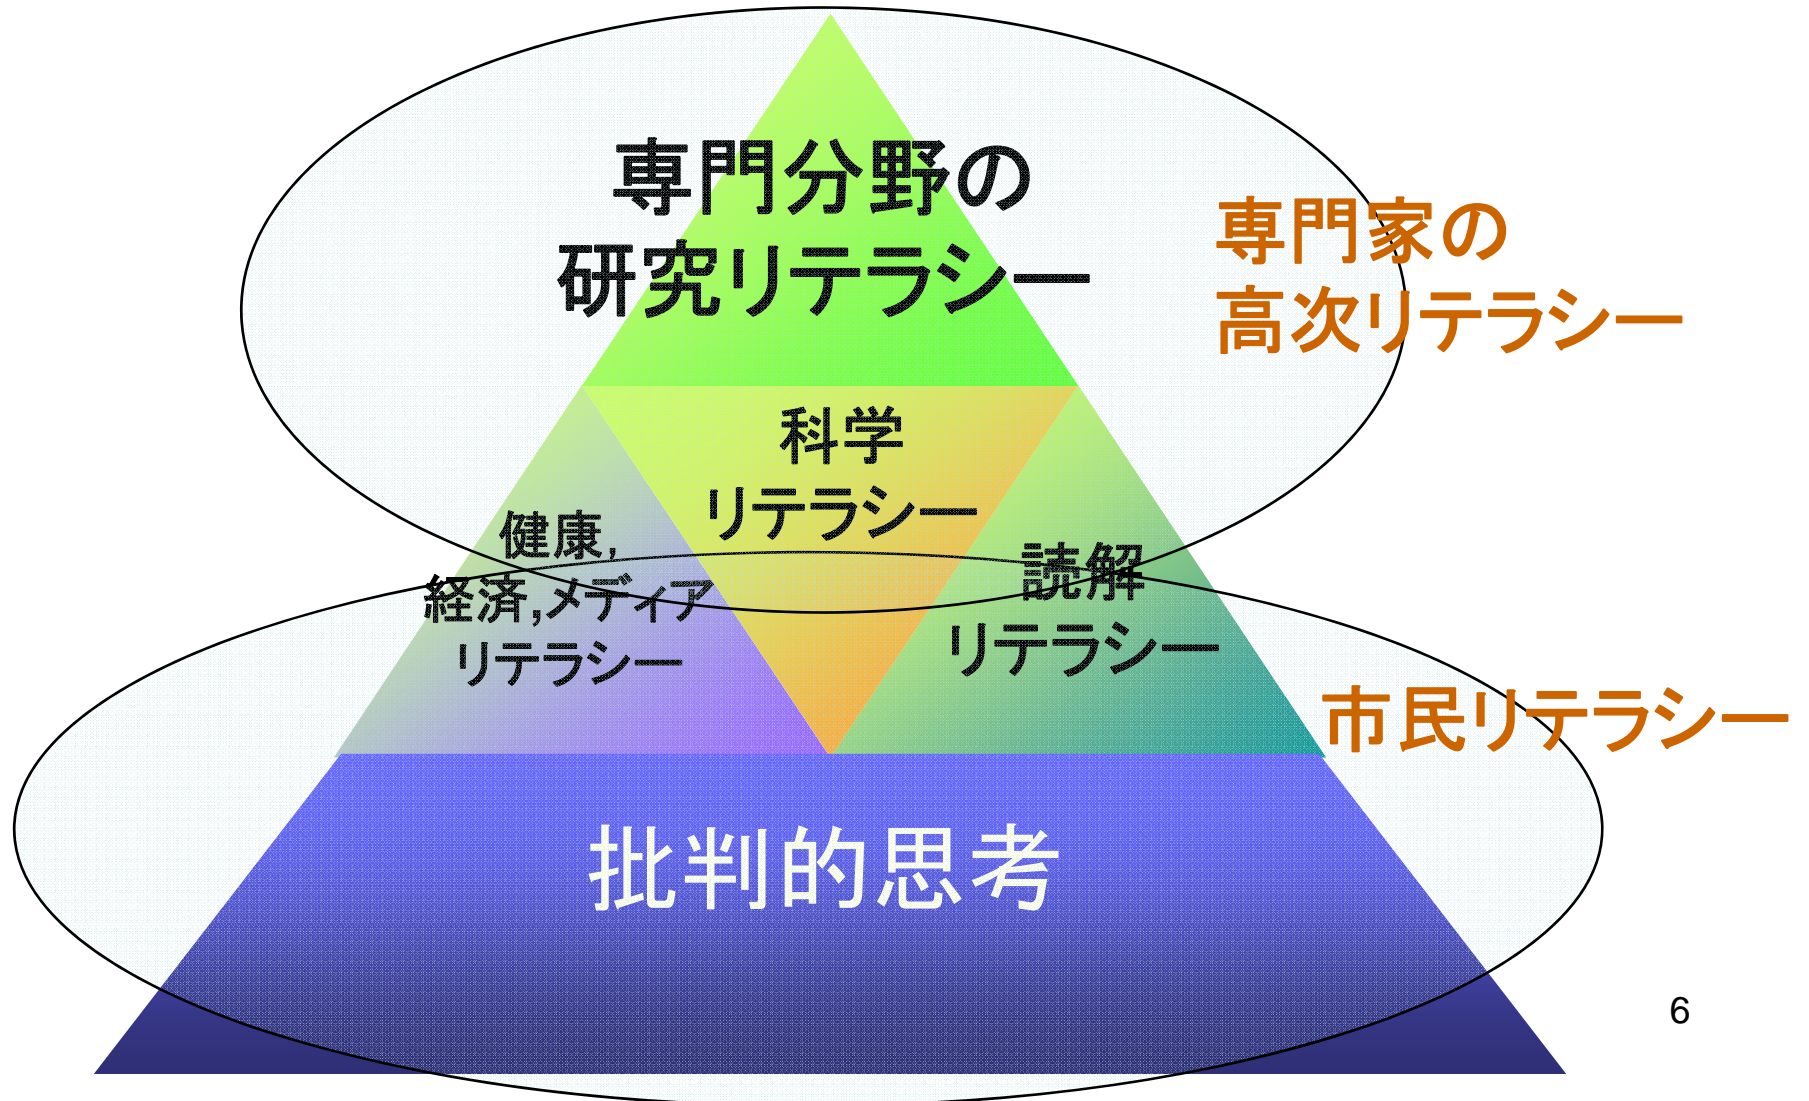 専門分野の
研究リテラシー
専門家の
高次リテラシー
科学
リテラシー
健康,
経済,メディア
リテラシー
読解
リテラシー
市民リテラシー
批判的思考
6